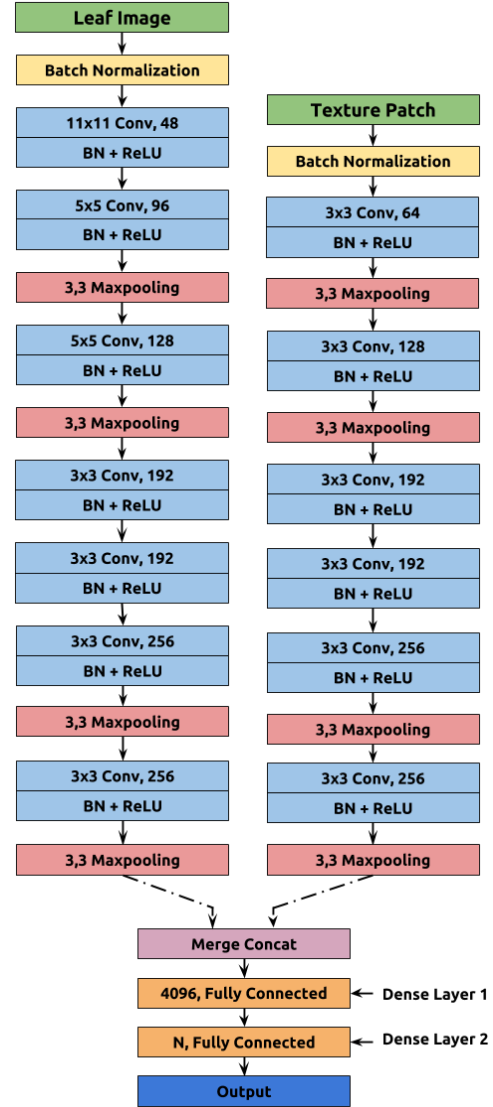 Leaf Image
Batch Normalization
11x11 Conv, 48
BN + ReLU
5x5 Conv, 96
BN + ReLU
3,3 Maxpooling
5x5 Conv, 128
BN + ReLU
3,3 Maxpooling
3x3 Conv, 192
BN + ReLU
3x3 Conv, 192
BN + ReLU
3x3 Conv, 256
BN + ReLU
3,3 Maxpooling
3x3 Conv, 256
BN + ReLU
3,3 Maxpooling
Texture Patch
Batch Normalization
3x3 Conv, 64
BN + ReLU
3,3 Maxpooling
3x3 Conv, 128
BN + ReLU
3,3 Maxpooling
3x3 Conv, 192
BN + ReLU
3x3 Conv, 192
BN + ReLU
3x3 Conv, 256
BN + ReLU
3,3 Maxpooling
3x3 Conv, 256
BN + ReLU
3,3 Maxpooling
Merge Concat
4096, Fully Connected
Dense Layer 1
N, Fully Connected
Dense Layer 2
Output